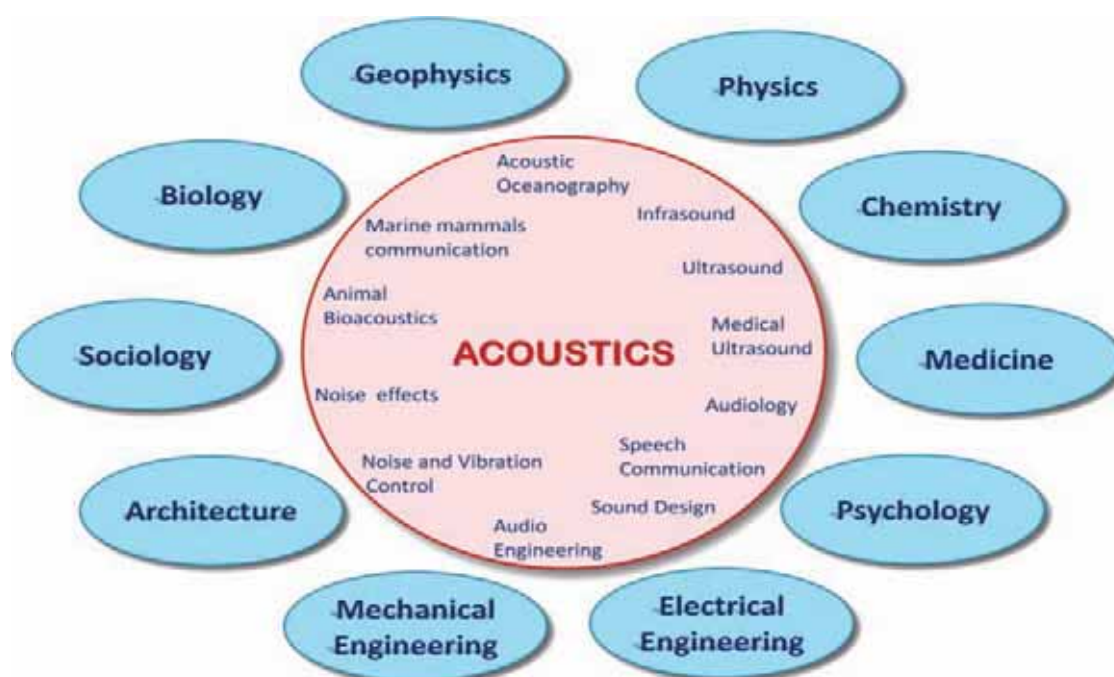 Geophysics
Physics
Biology
Chemistry
Sociology
Medicine
Architecture
Psychology
Mechanical
Engineering
Electrical
Engineering
Acoustic
Oceanography
Infrasound
Marine mammals
communication
Ultrasound
Animal
Bioacoustics
Medical
Ultrasound
ACOUSTICS
Noise effects
Audiology
Speech
Communication
Noise and Vibration
Control
Sound Design
Audio
Engineering